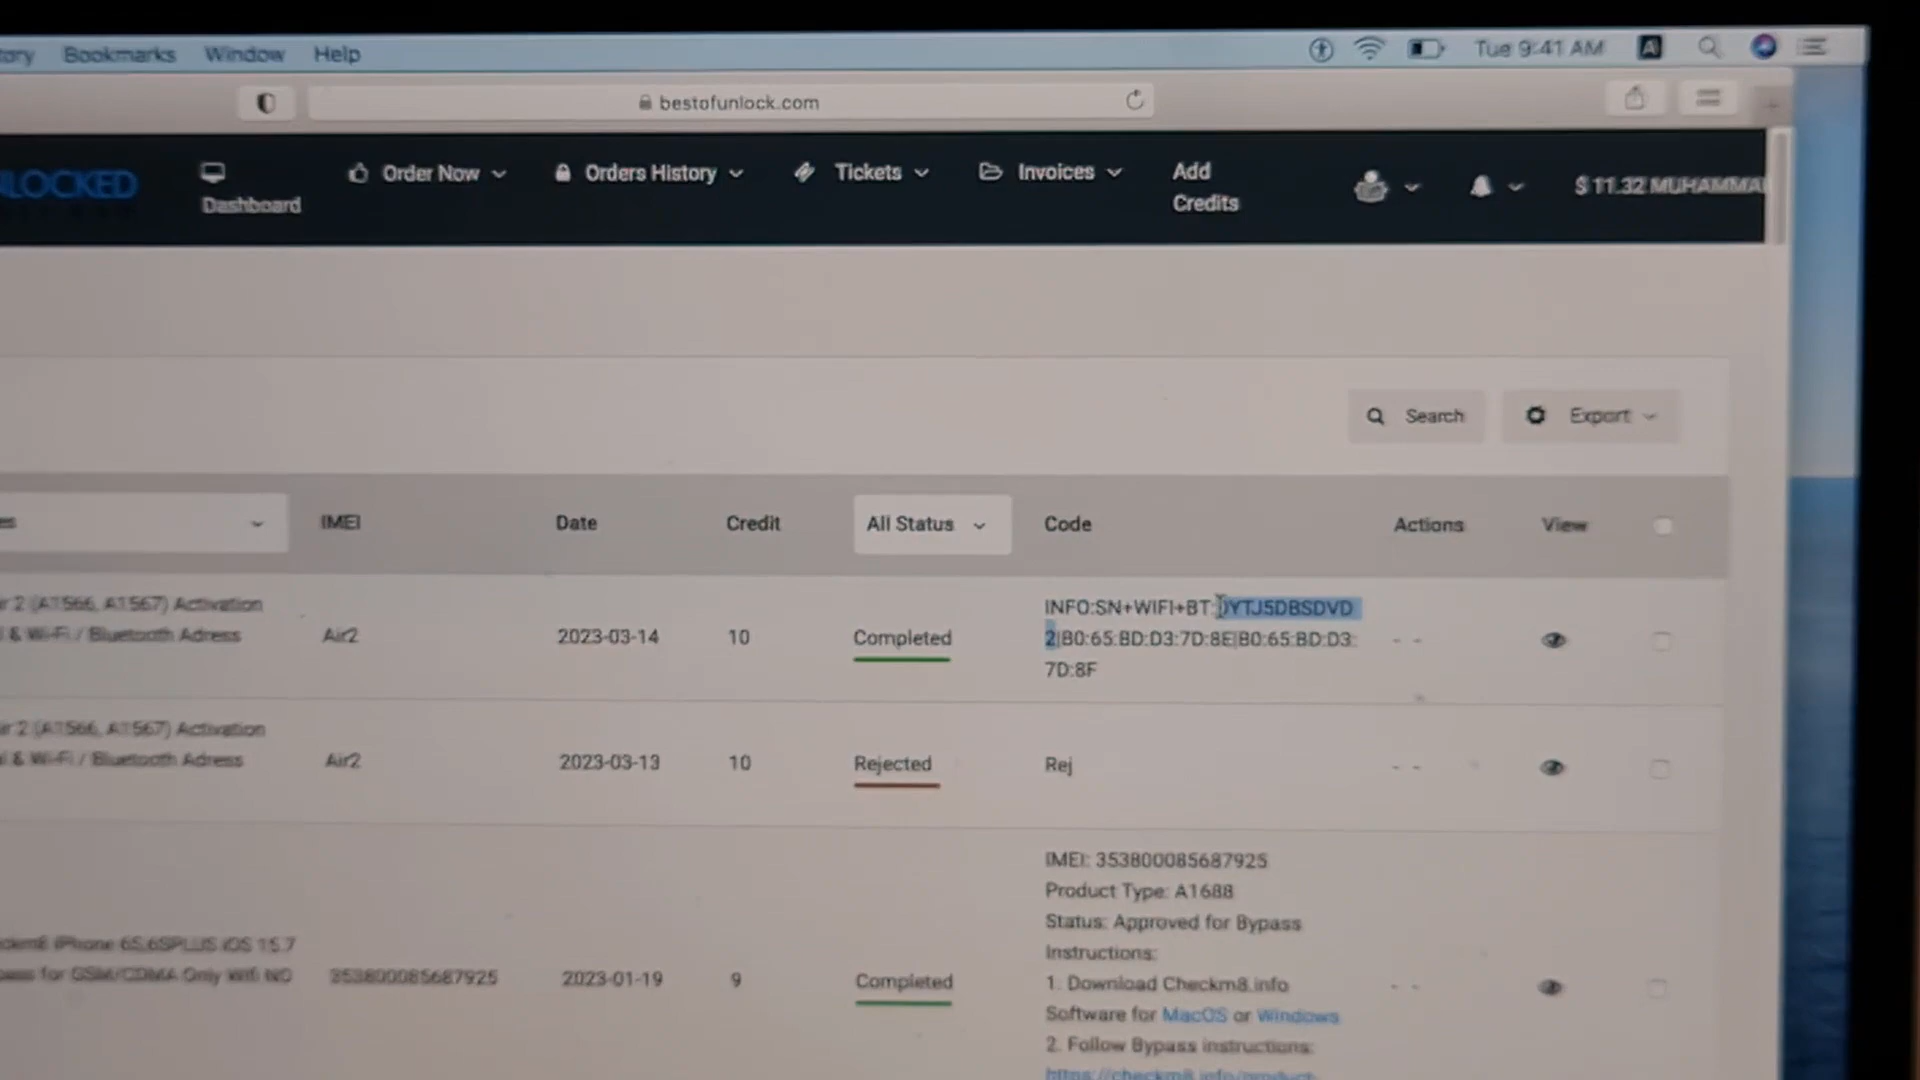 Bookmarks Window Help Tue 9:41 AM
bestofunlock.com
Order Now Orders History Tickets Invoices Add Credits
Dashboard $ 11.32
Search Export
IMEI Date Credit All Status Code Actions View
2 (A1566, A1567) Activation
& Wi-Fi / Bluetooth Adress
Air2 2023-03-14 10 Completed
INFO:SN+WIFI+BT:DYTJ5DBSDVD
2|B0:65:BD:D3:7D:8E|B0:65:BD:D3:
7D:8F
- -
2 (A1566, A1567) Activation
& Wi-Fi / Bluetooth Adress
Air2 2023-03-13 10 Rejected Rej - -
iPhone 6S,6SPLUS iOS 15.7
for GSM/CDMA Only Wifi NO
353800085687925 2023-01-19 9 Completed
IMEI: 353800085687925
Product Type: A1688
Status: Approved for Bypass
Instructions:
1. Download Checkm8.info
Software for MacOS or Windows
2. Follow Bypass instructions:
https://checkm8.info/product-
- -